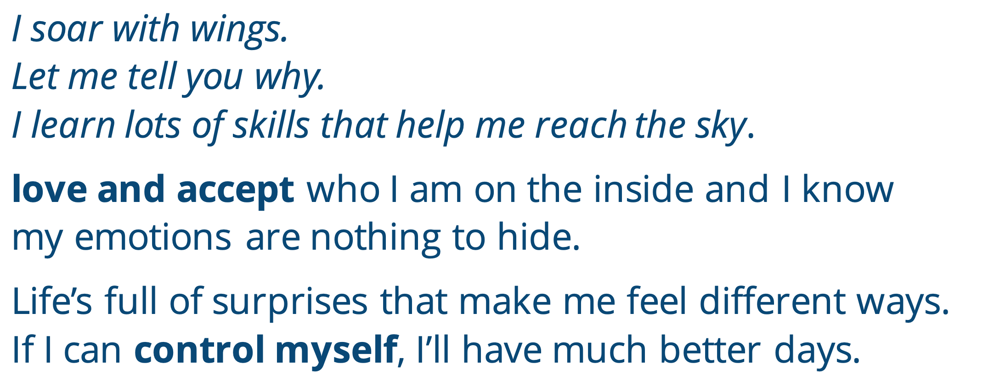 I soar with wings.
Let me tell you why.
I learn lots of skills that help me reach the sky.
love and accept who I am on the inside and I know
my emotions are nothing to hide.
Life’s full of surprises that make me feel different ways.
If I can control myself, I’ll have much better days.